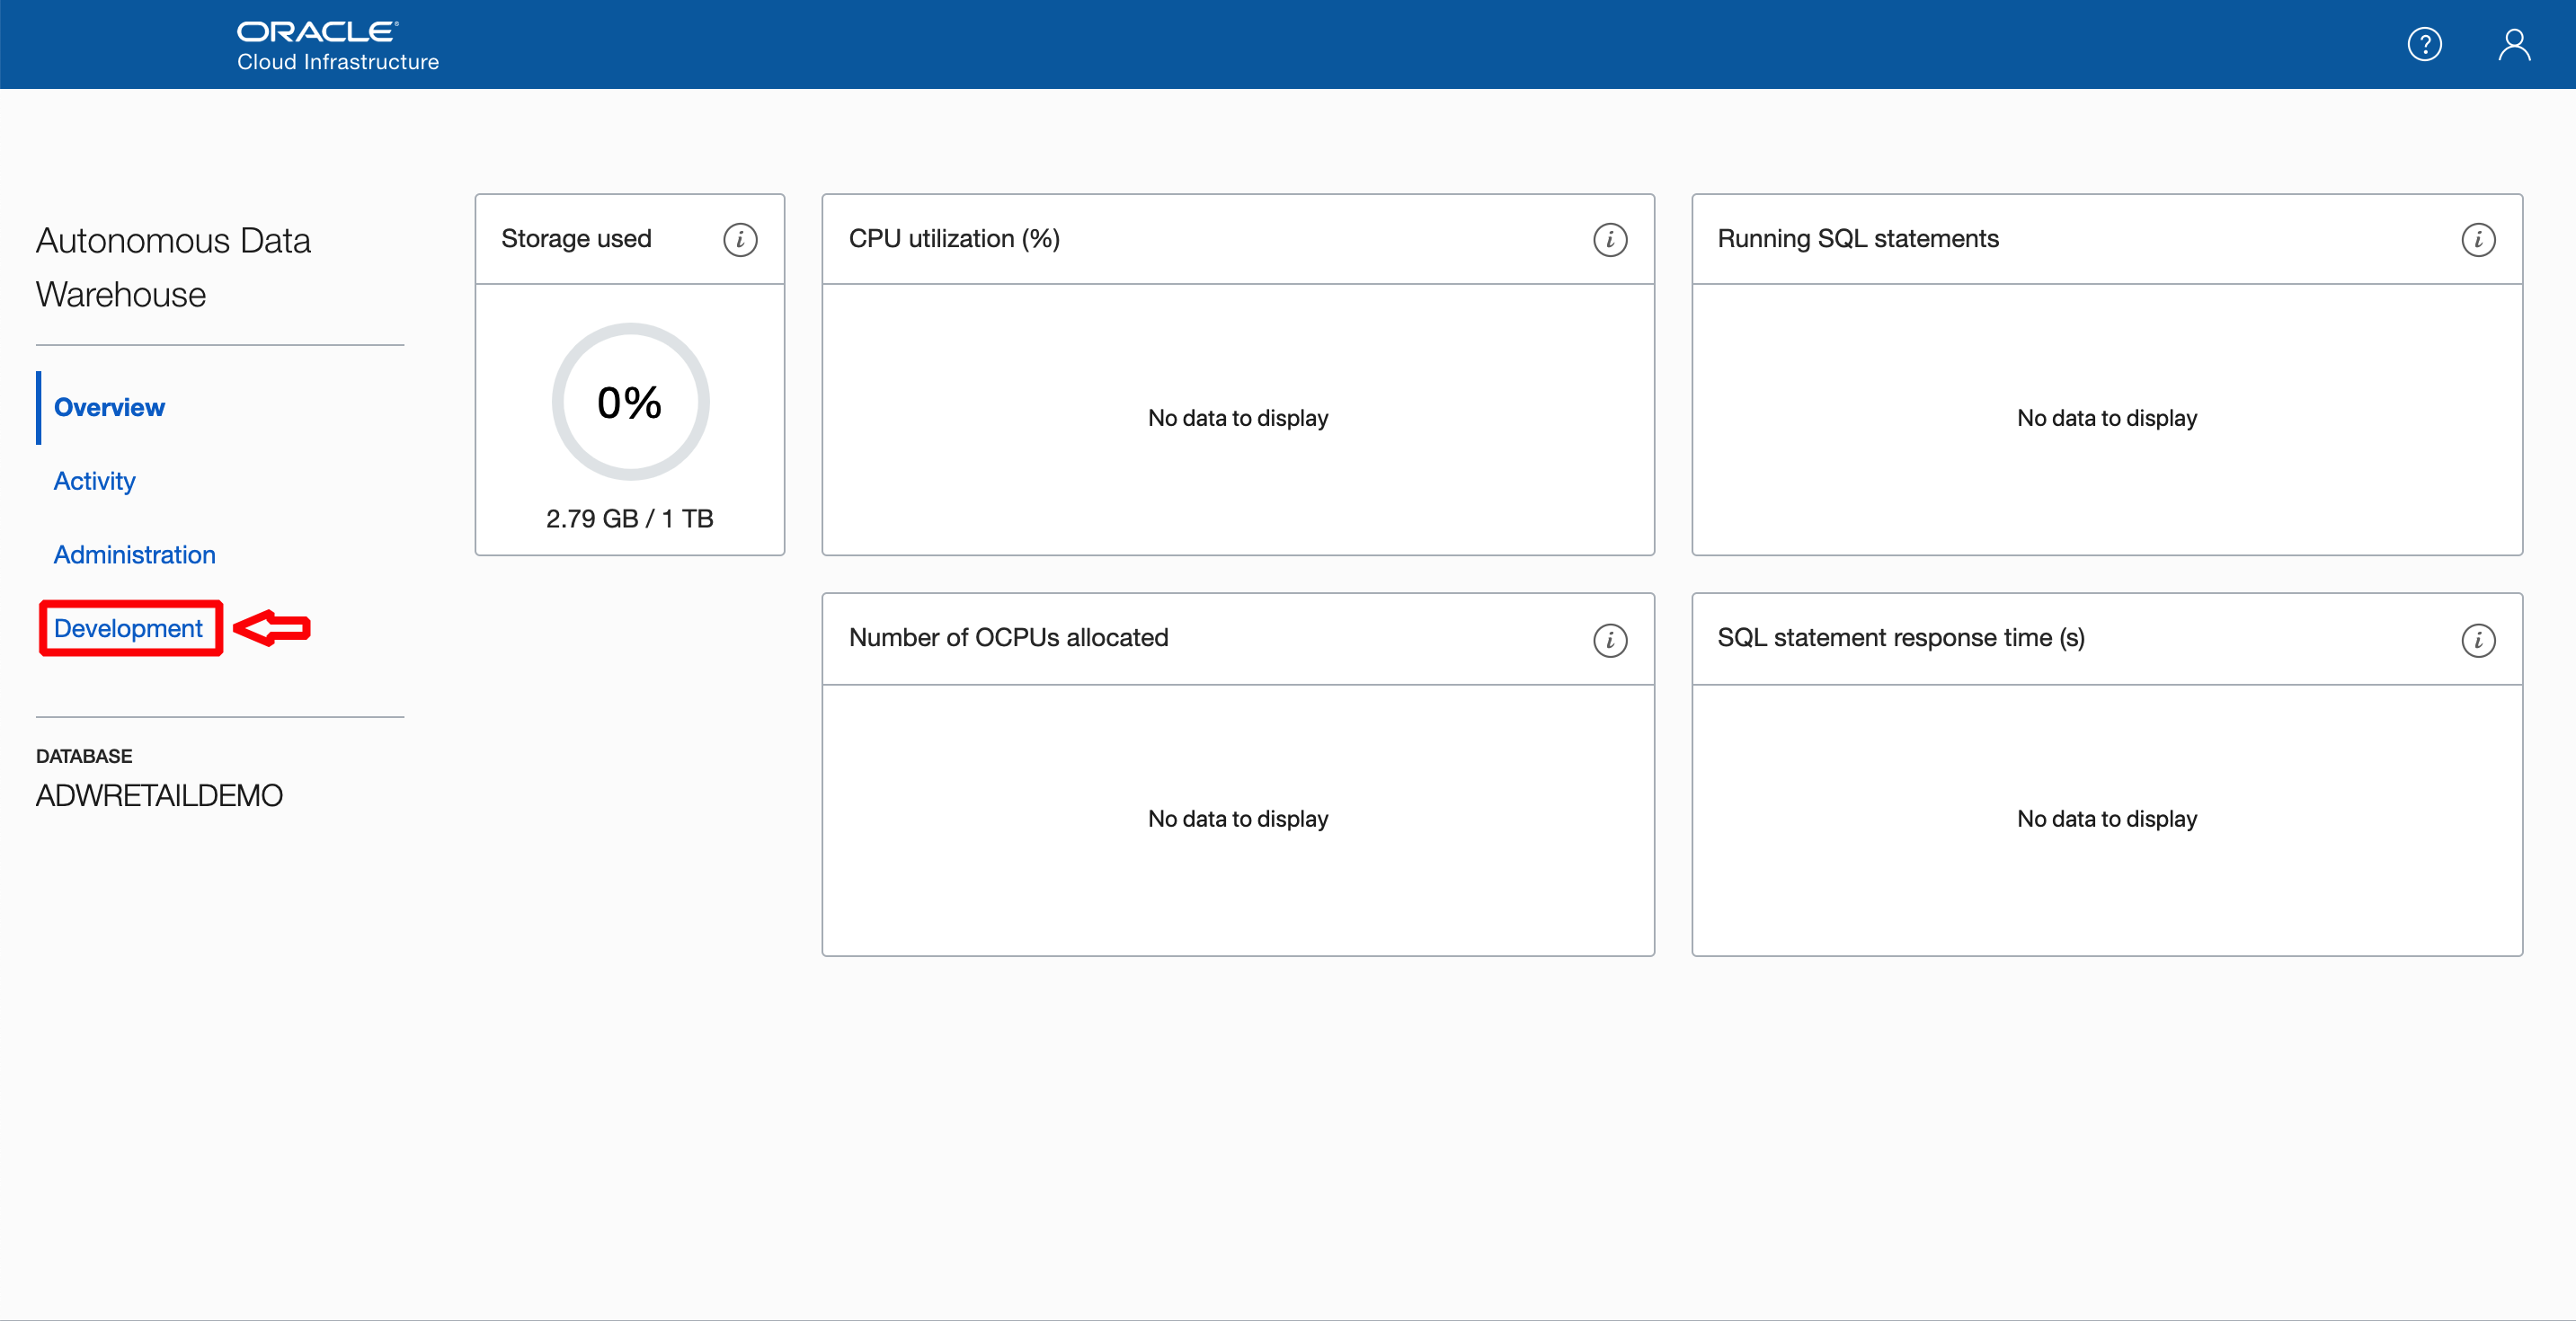 ORACLE
Cloud Infrastructure
Autonomous Data
Warehouse
Overview
Activity
Administration
Development
DATABASE
ADWRETAILDEMO
Storage used
0%
2.79 GB / 1 TB
CPU utilization (%)
No data to display
Running SQL statements
No data to display
Number of OCPUs allocated
No data to display
SQL statement response time (s)
No data to display